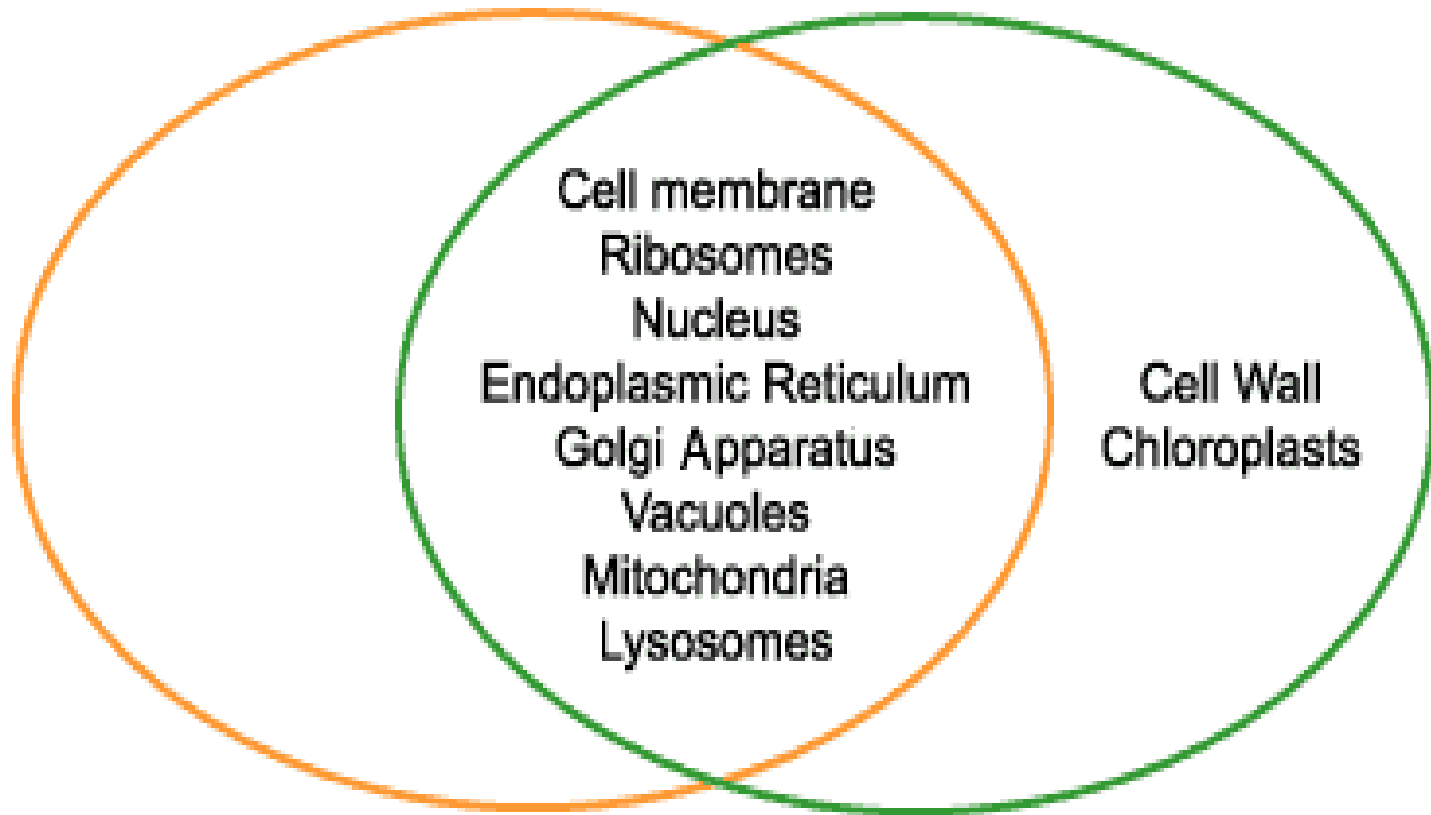 Cell membrane
Ribosomes
Nucleus
Endoplasmic Reticulum
Golgi Apparatus
Vacuoles
Mitochondria
Lysosomes
Cell Wall
Chloroplasts